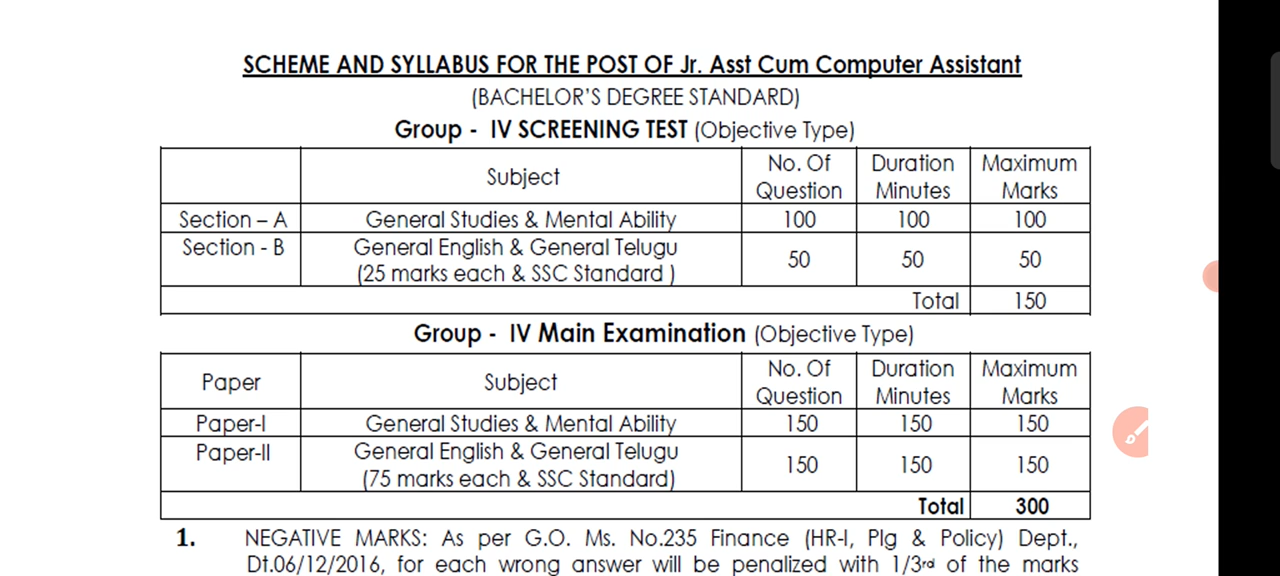 SCHEME AND SYLLABUS FOR THE POST OF Jr. Asst Cum Computer Assistant
(BACHELOR'S DEGREE STANDARD)
Group - IV SCREENING TEST (Objective Type)
Subject No. Of Question Duration Minutes Maximum Marks
Section – A General Studies & Mental Ability 100 100 100
Section - B General English & General Telugu (25 marks each & SSC Standard ) 50 50 50
Total 150
Group - IV Main Examination (Objective Type)
Paper Subject No. Of Question Duration Minutes Maximum Marks
Paper-I General Studies & Mental Ability 150 150 150
Paper-II General English & General Telugu (75 marks each & SSC Standard) 150 150 150
Total 300
1. NEGATIVE MARKS: As per G.O. Ms. No.235 Finance (HR-I, Plg & Policy) Dept.,
Dt.06/12/2016, for each wrong answer will be penalized with 1/3rd of the marks